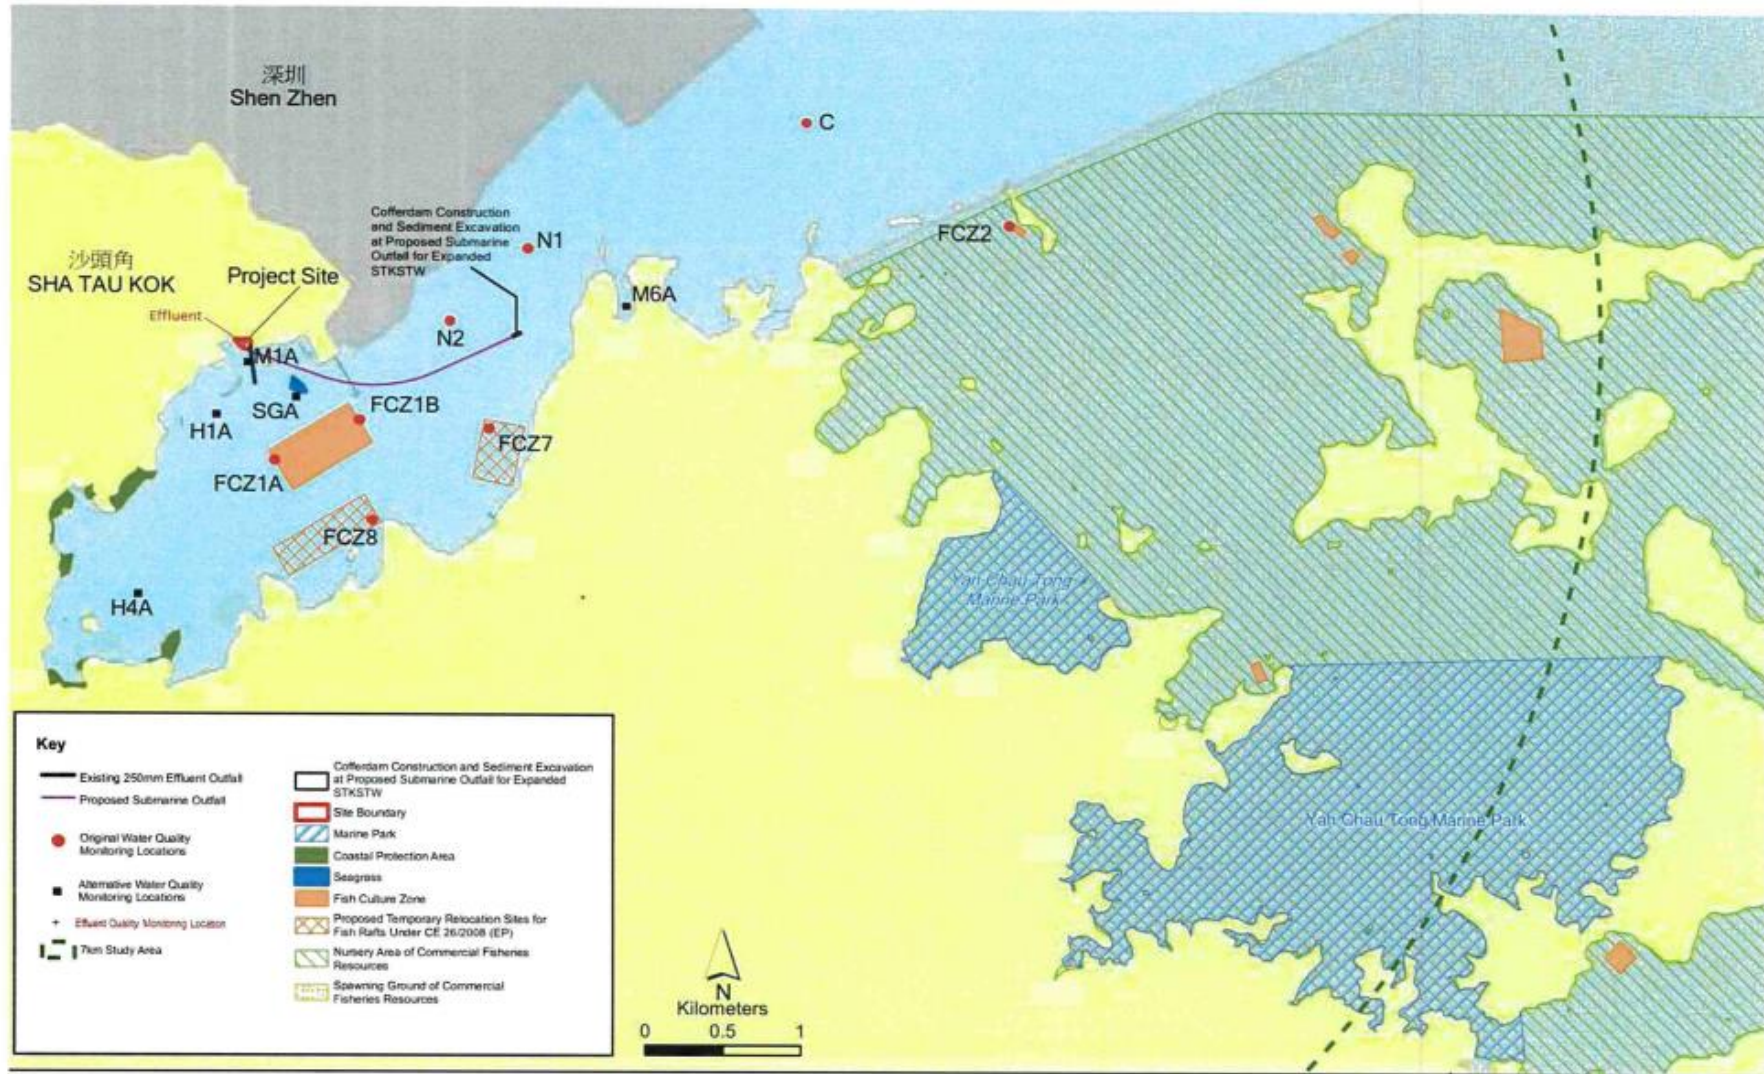 深圳
Shen Zhen
C
Cofferdam Construction
and Sediment Excavation
at Proposed Submarine
Outfall for Expanded
STKSTW
N1
FCZ2
沙頭角
SHA TAU KOK
Project Site
Effluent
M6A
N2
M1A
SGA
FCZ1B
H1A
FCZ7
FCZ1A
FCZ8
H4A
Yan Chau Tong
Marine Park
Yan Chau Tong Marine Park
Key
Existing 250mm Effluent Outfall
Proposed Submarine Outfall
Original Water Quality
Monitoring Locations
Alternative Water Quality
Monitoring Locations
Effluent Quality Monitoring Location
7km Study Area
Cofferdam Construction and Sediment Excavation
at Proposed Submarine Outfall for Expanded
STKSTW
Site Boundary
Marine Park
Coastal Protection Area
Seagrass
Fish Culture Zone
Proposed Temporary Relocation Sites for
Fish Rafts Under CE 26/2008 (EP)
Nursery Area of Commercial Fisheries
Resources
Spawning Ground of Commercial
Fisheries Resources
N
Kilometers
0 0.5 1